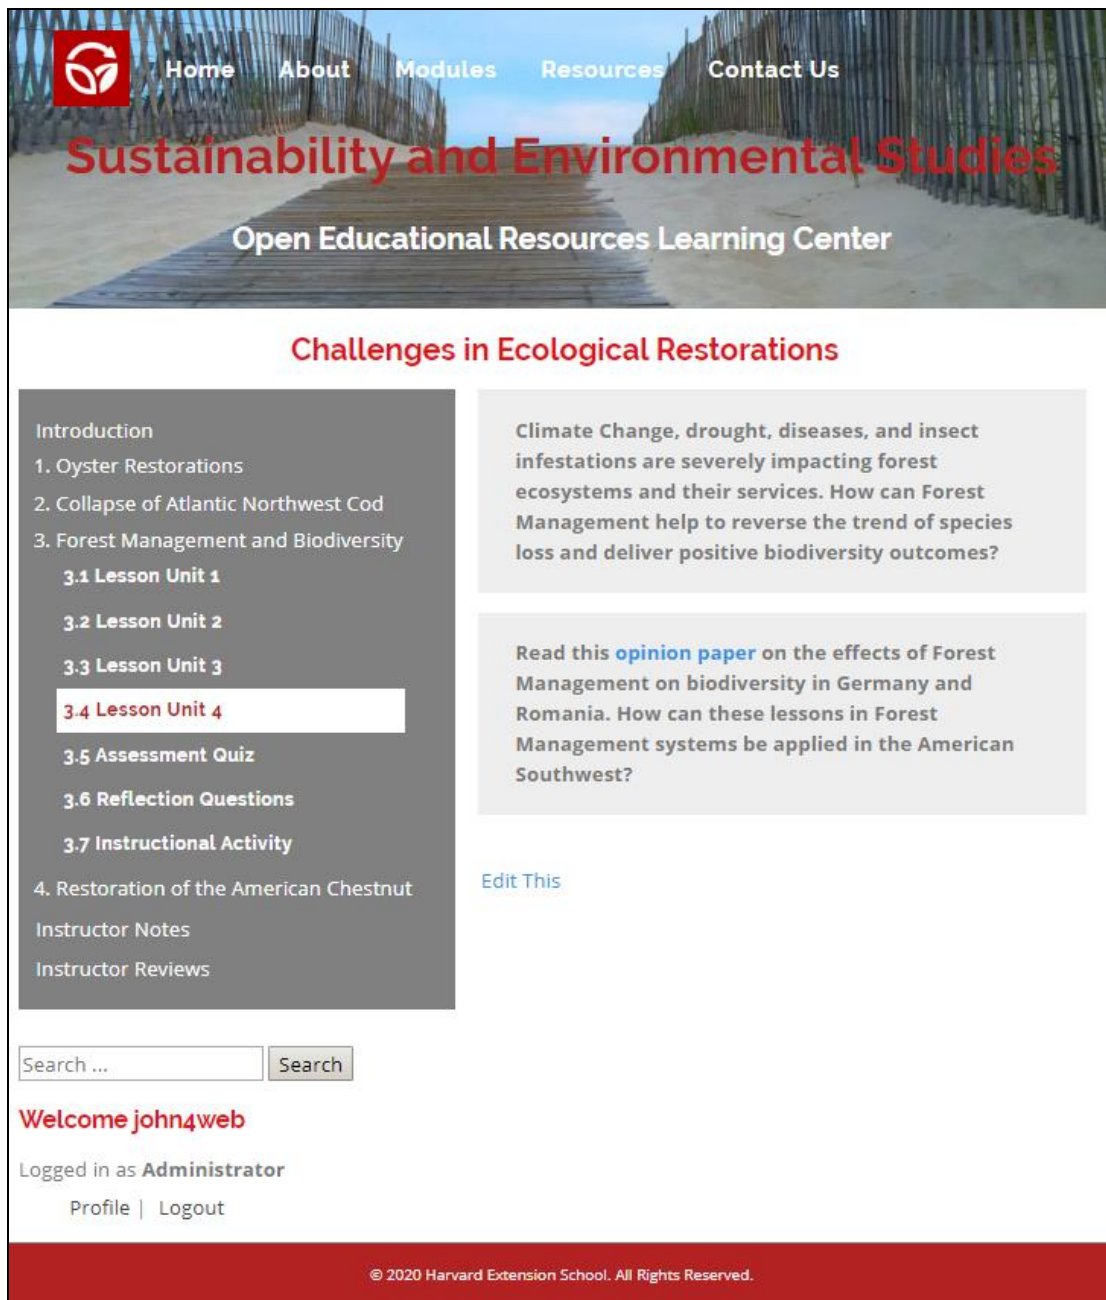 Home About Modules Resources Contact Us
Sustainability and Environmental Studies
Open Educational Resources Learning Center
Challenges in Ecological Restorations
Introduction
1. Oyster Restorations
2. Collapse of Atlantic Northwest Cod
3. Forest Management and Biodiversity
3.1 Lesson Unit 1
3.2 Lesson Unit 2
3.3 Lesson Unit 3
3.4 Lesson Unit 4
3.5 Assessment Quiz
3.6 Reflection Questions
3.7 Instructional Activity
4. Restoration of the American Chestnut
Instructor Notes
Instructor Reviews
Climate Change, drought, diseases, and insect
infestations are severely impacting forest
ecosystems and their services. How can Forest
Management help to reverse the trend of species
loss and deliver positive biodiversity outcomes?
Read this opinion paper on the effects of Forest
Management on biodiversity in Germany and
Romania. How can these lessons in Forest
Management systems be applied in the American
Southwest?
Edit This
Search ... Search
Welcome john4web
Logged in as Administrator
Profile | Logout
© 2020 Harvard Extension School. All Rights Reserved.